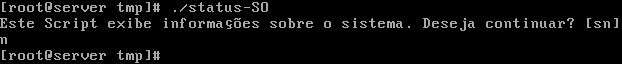 [root@server tmp]# ./status-SO
Este Script exibe informações sobre o sistema. Deseja continuar? [sn]
n
[root@server tmp]#